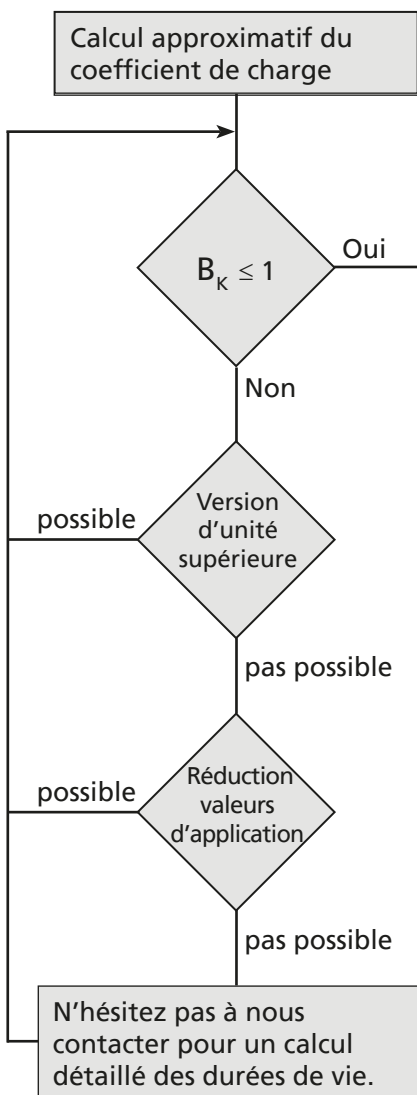 Calcul approximatif du
coefficient de charge
B_K ≤ 1
Oui
Non
Version
d’unité
supérieure
possible
pas possible
Réduction
valeurs
d’application
possible
pas possible
N’hésitez pas à nous
contacter pour un calcul
détaillé des durées de vie.